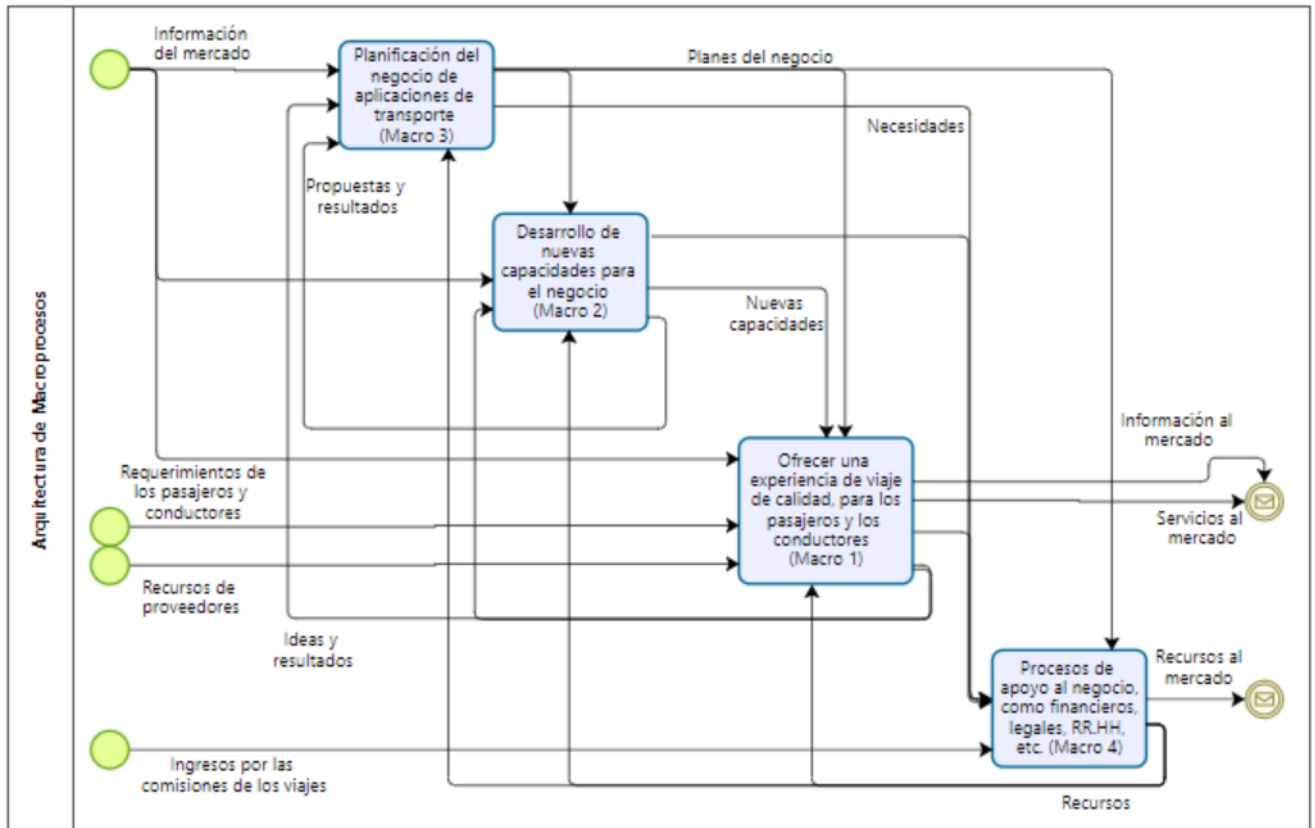 Arquitectura de Macroprocesos
Información
del mercado
Planificación del
negocio de
aplicaciones de
transporte
(Macro 3)
Planes del negocio
Necesidades
Propuestas y
resultados
Desarrollo de
nuevas
capacidades para
el negocio
(Macro 2)
Nuevas
capacidades
Información al
mercado
Requerimientos de
los pasajeros y
conductores
Ofrecer una
experiencia de viaje
de calidad, para los
pasajeros y los
conductores
(Macro 1)
Servicios al
mercado
Recursos de
proveedores
Ideas y
resultados
Procesos de
apoyo al negocio,
como financieros,
legales, RR.HH,
etc. (Macro 4)
Recursos al
mercado
Ingresos por las
comisiones de los viajes
Recursos